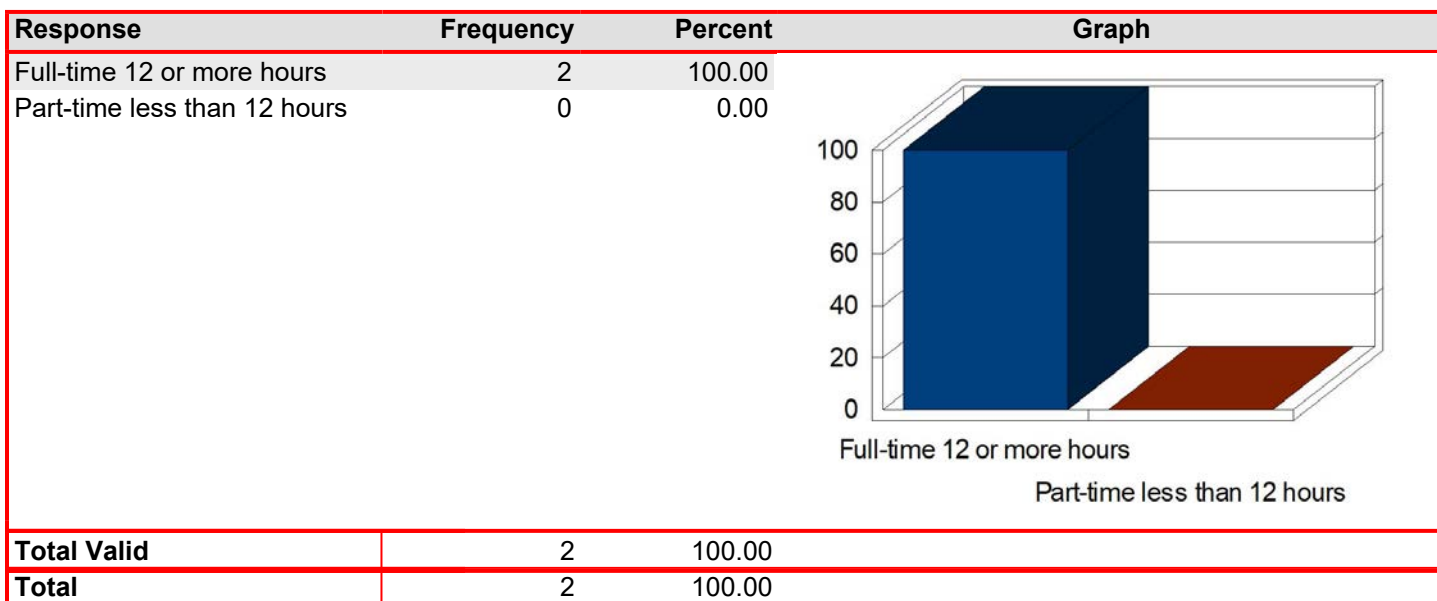 Response Frequency Percent Graph
Full-time 12 or more hours 2 100.00
Part-time less than 12 hours 0 0.00
100
80
60
40
20
0
Full-time 12 or more hours
Part-time less than 12 hours
Total Valid 2 100.00
Total 2 100.00